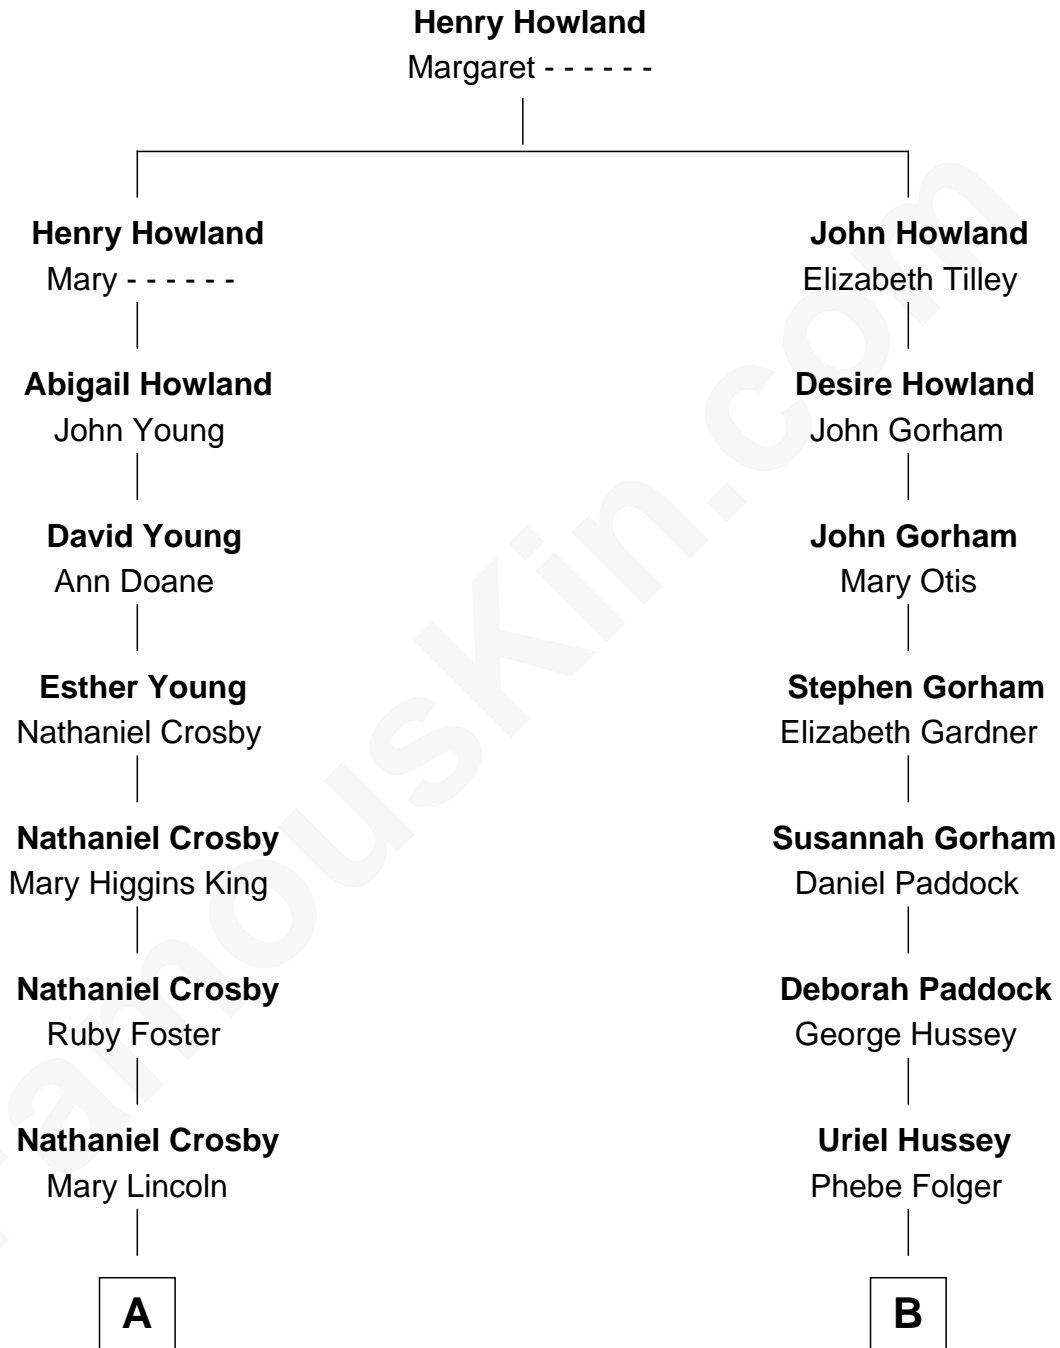 Henry Howland
Margaret - - - - - -
Henry Howland
Mary - - - - - -
John Howland
Elizabeth Tilley
Abigail Howland
John Young
Desire Howland
John Gorham
David Young
Ann Doane
John Gorham
Mary Otis
Esther Young
Nathaniel Crosby
Stephen Gorham
Elizabeth Gardner
Nathaniel Crosby
Mary Higgins King
Susannah Gorham
Daniel Paddock
Nathaniel Crosby
Ruby Foster
Deborah Paddock
George Hussey
Nathaniel Crosby
Mary Lincoln
Uriel Hussey
Phebe Folger
A
B
FamousKin.com